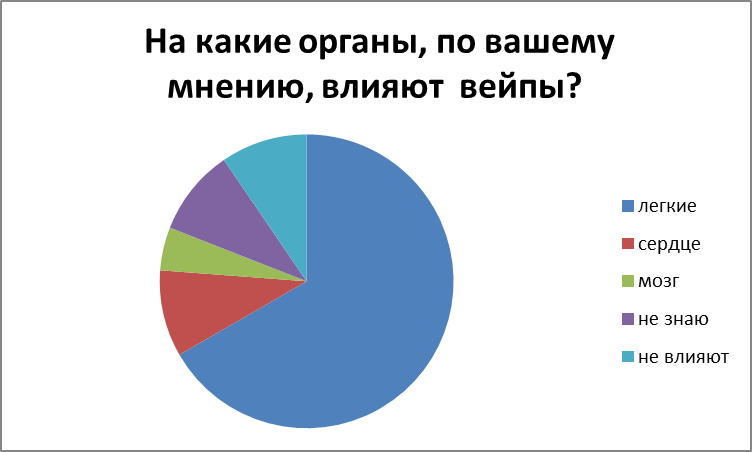 На какие органы, по вашему
мнению, влияют  вейпы?
легкие
сердце
мозг
не знаю
не влияют